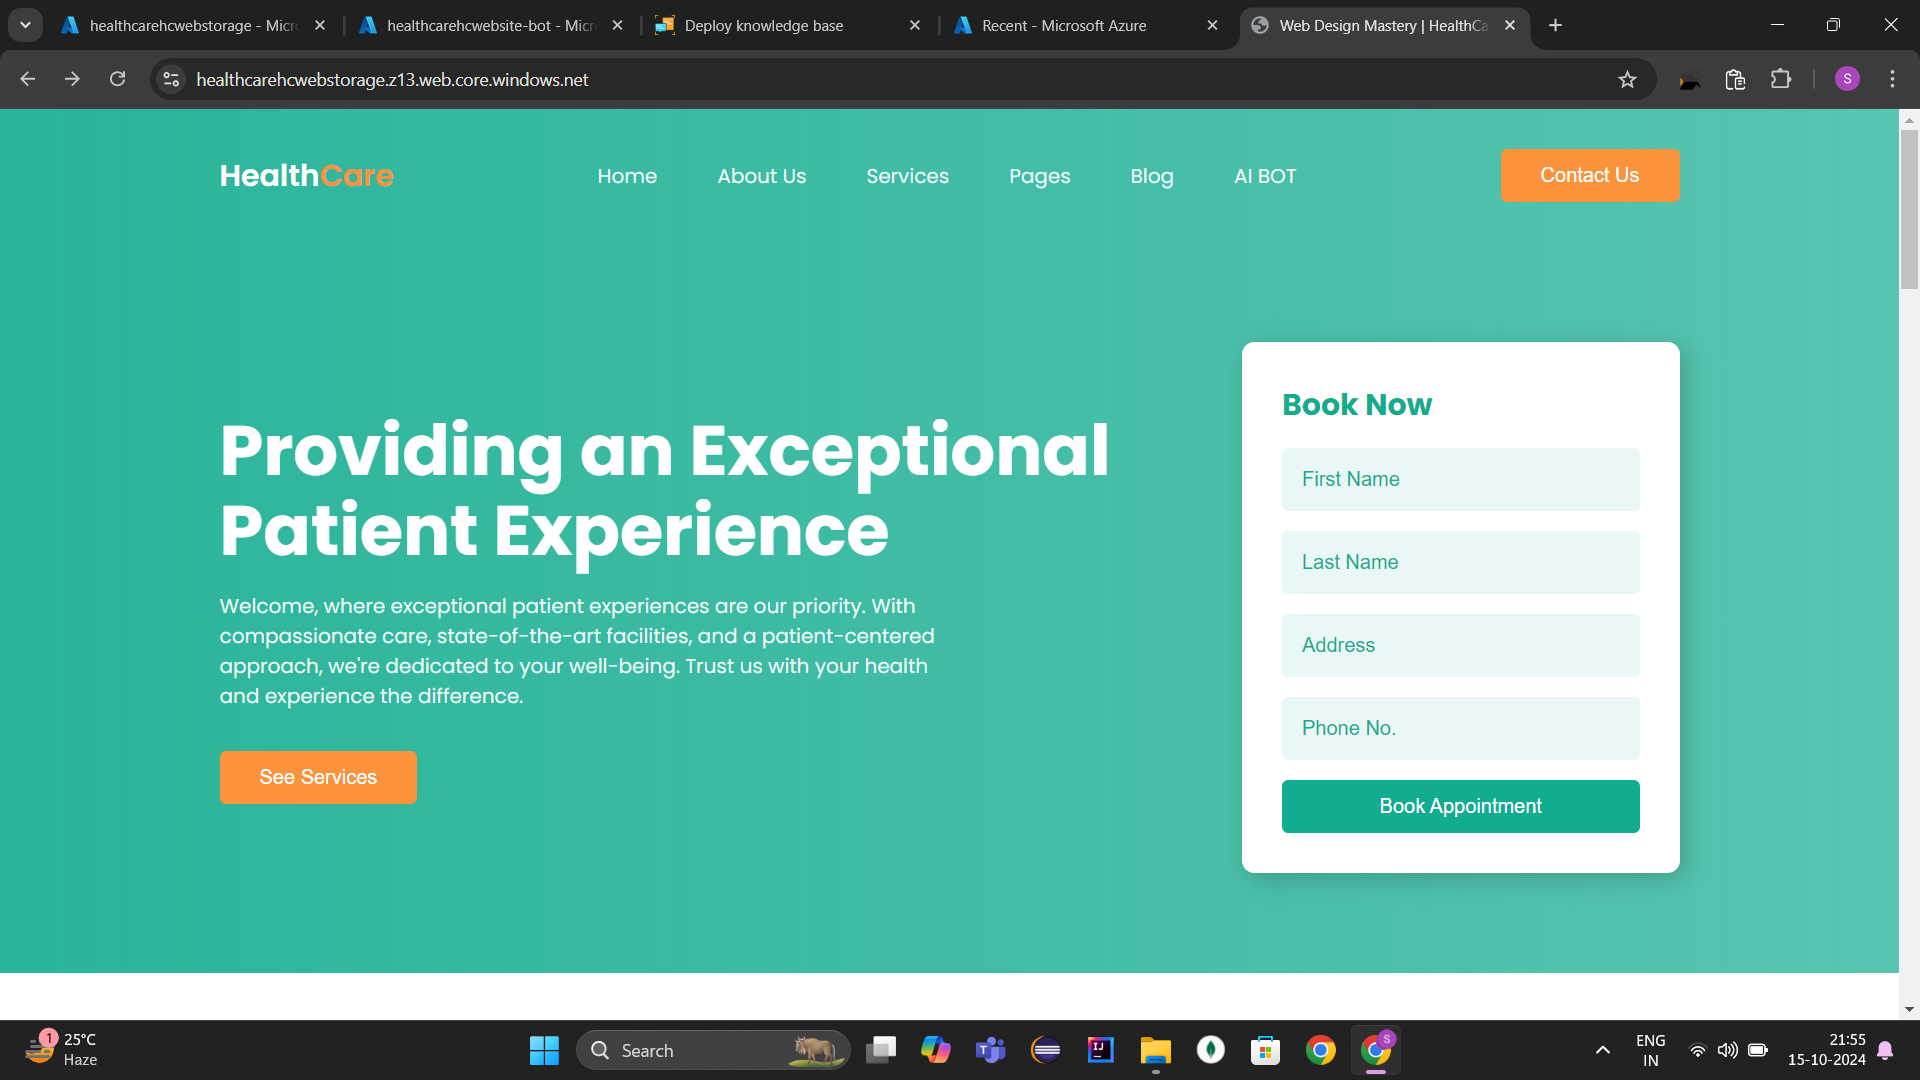 healthcarehcwebstorage - Micr
healthcarehcwebsite-bot - Micr
Deploy knowledge base
Recent - Microsoft Azure
Web Design Mastery | HealthCa
healthcarehcwebstorage.z13.web.core.windows.net
S
HealthCare
Home
About Us
Services
Pages
Blog
AI BOT
Contact Us
Providing an Exceptional
Patient Experience
Welcome, where exceptional patient experiences are our priority. With
compassionate care, state-of-the-art facilities, and a patient-centered
approach, we're dedicated to your well-being. Trust us with your health
and experience the difference.
See Services
Book Now
First Name
Last Name
Address
Phone No.
Book Appointment
1
25°C
Haze
Search
T
IJ
S
ENG
IN
21:55
15-10-2024